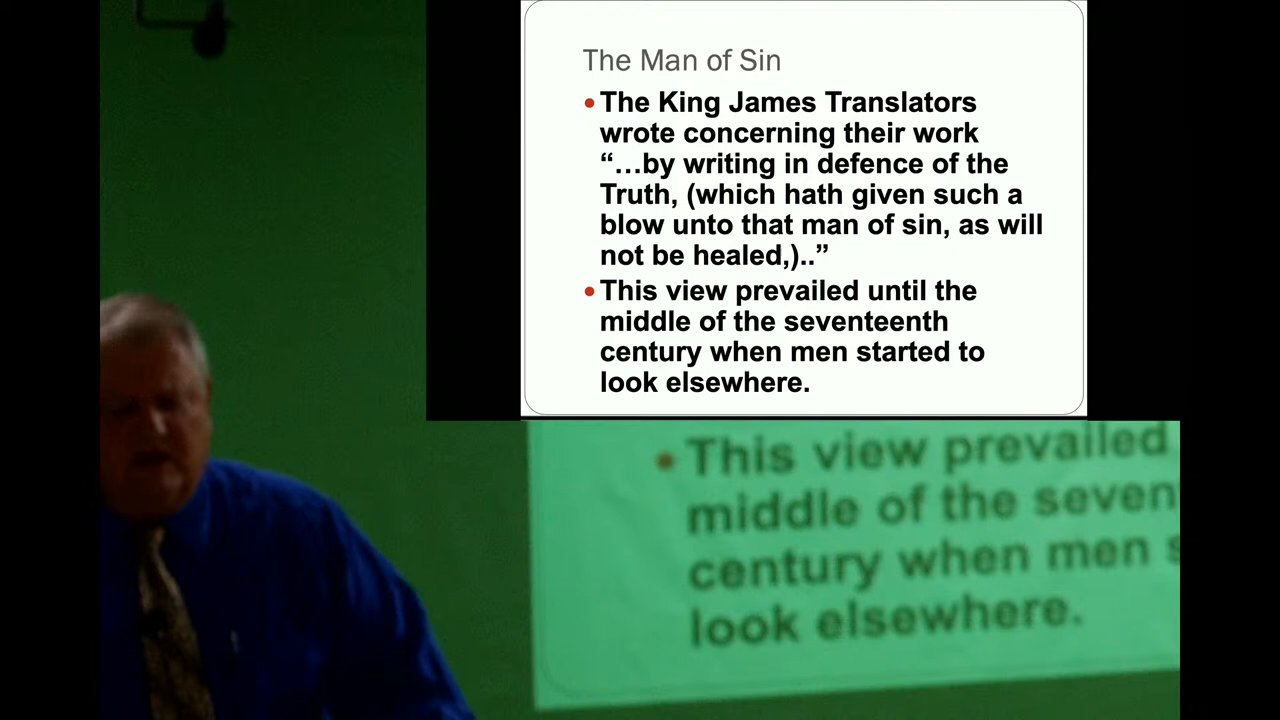 The Man of Sin
• The King James Translators
wrote concerning their work
“…by writing in defence of the
Truth, (which hath given such a
blow unto that man of sin, as will
not be healed,)..”
• This view prevailed until the
middle of the seventeenth
century when men started to
look elsewhere.
• This view prevailed
middle of the seven
century when men s
look elsewhere.